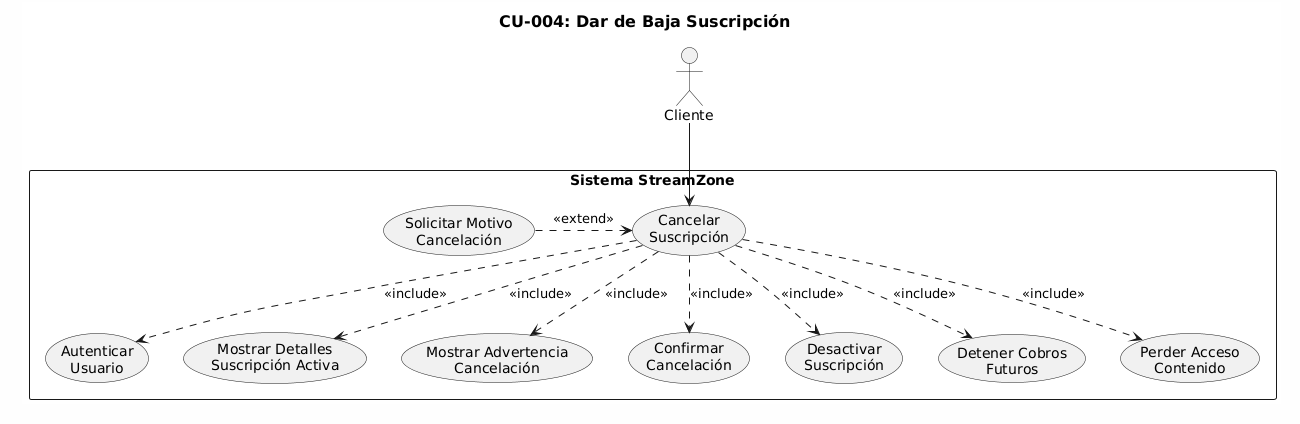 CU-004: Dar de Baja Suscripción
Cliente
Sistema StreamZone
Solicitar Motivo
Cancelación
«extend»
Cancelar
Suscripción
«include»
«include»
«include»
«include»
«include»
«include»
«include»
Autenticar
Usuario
Mostrar Detalles
Suscripción Activa
Mostrar Advertencia
Cancelación
Confirmar
Cancelación
Desactivar
Suscripción
Detener Cobros
Futuros
Perder Acceso
Contenido